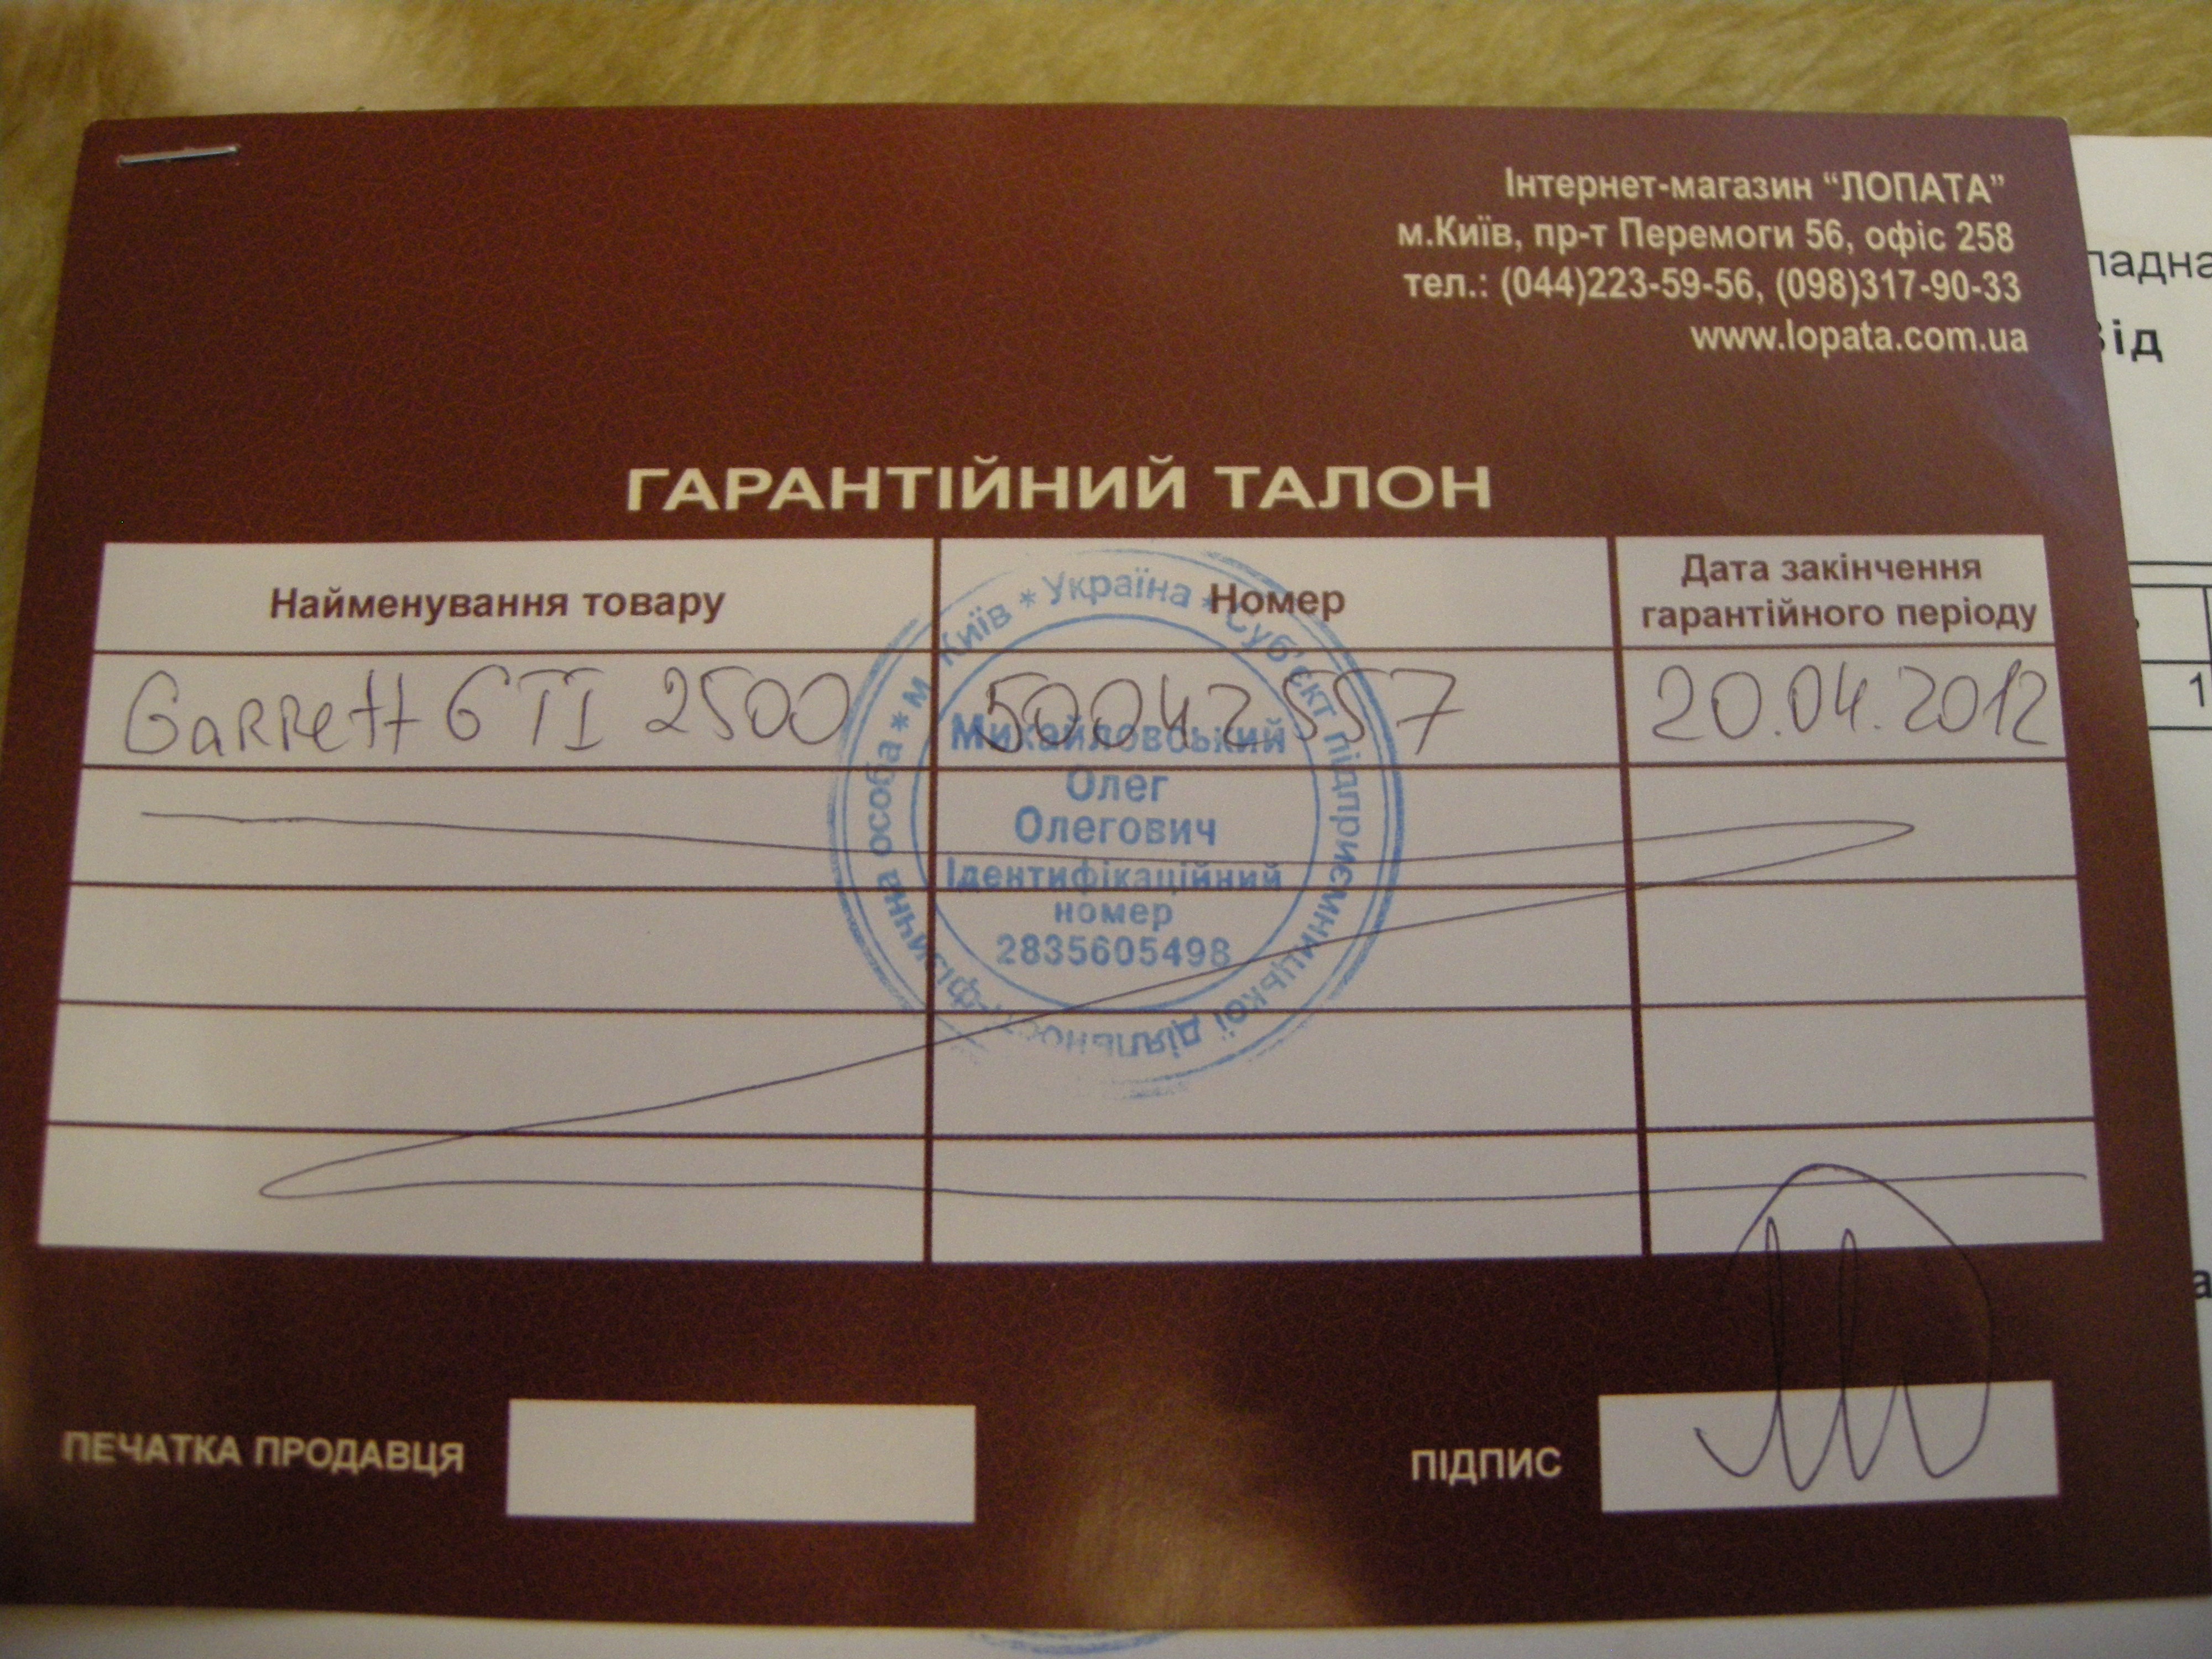 Інтернет-магазин “ЛОПАТА”
м.Київ, пр-т Перемоги 56, офіс 258
тел.: (044)223-59-56, (098)317-90-33
www.lopata.com.ua
ГАРАНТІЙНИЙ ТАЛОН
Найменування товару
Номер
Дата закінчення
гарантійного періоду
Garrett GTI 2500
50042557
20.04.2012
м. Київ * Україна * Суб'єкт підприємницької діяльності-фізична особа *
Михайловський
Олег
Олегович
Ідентифікаційний
номер
2835605498
ПЕЧАТКА ПРОДАВЦЯ
ПІДПИС
від
1